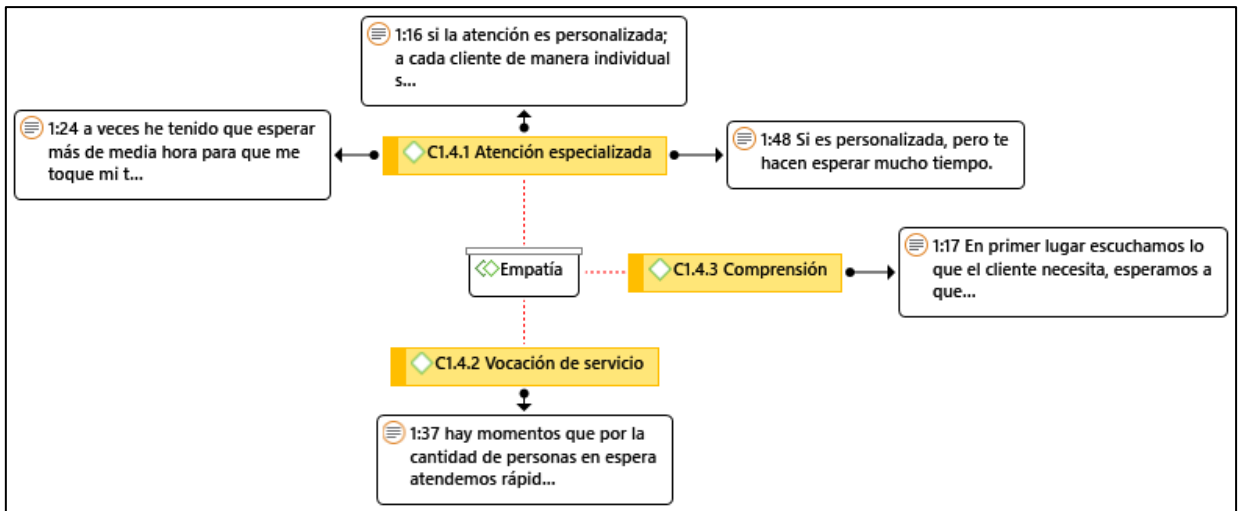 1:16 si la atención es personalizada;
a cada cliente de manera individual
s...
1:24 a veces he tenido que esperar
más de media hora para que me
toque mi t...
C1.4.1 Atención especializada
1:48 Si es personalizada, pero te
hacen esperar mucho tiempo.
Empatía
C1.4.3 Comprensión
1:17 En primer lugar escuchamos lo
que el cliente necesita, esperamos a
que...
C1.4.2 Vocación de servicio
1:37 hay momentos que por la
cantidad de personas en espera
atendemos rápid...